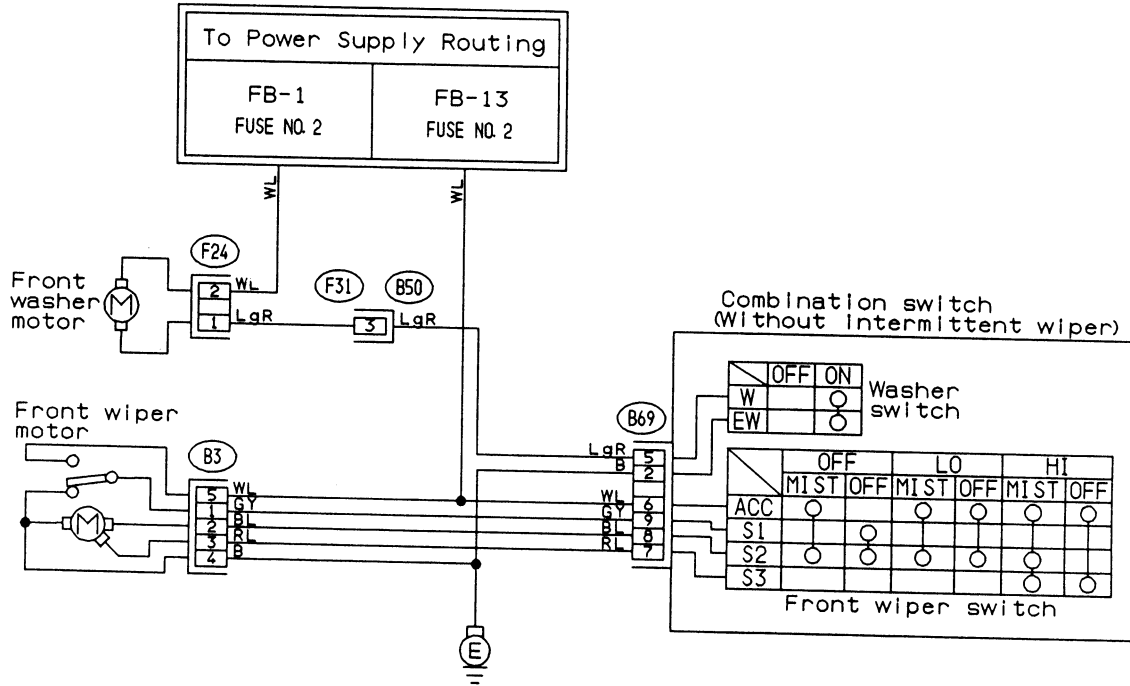 To Power Supply Routing
FB-1
FUSE NO. 2
FB-13
FUSE NO. 2
WL
WL
F24
Front
washer
motor
M
2
WL
1
LgR
F31
B50
3
LgR
Combination switch
(Without intermittent wiper)
OFF ON
W
EW
Washer
switch
Front wiper
motor
M
B3
5 WL
1 GY
2 BL
3 RL
4 B
B69
LgR 5
B 2
WL 6
GY 9
BL 8
RL 7
OFF LO HI
MIST OFF MIST OFF MIST OFF
ACC
S1
S2
S3
Front wiper switch
E